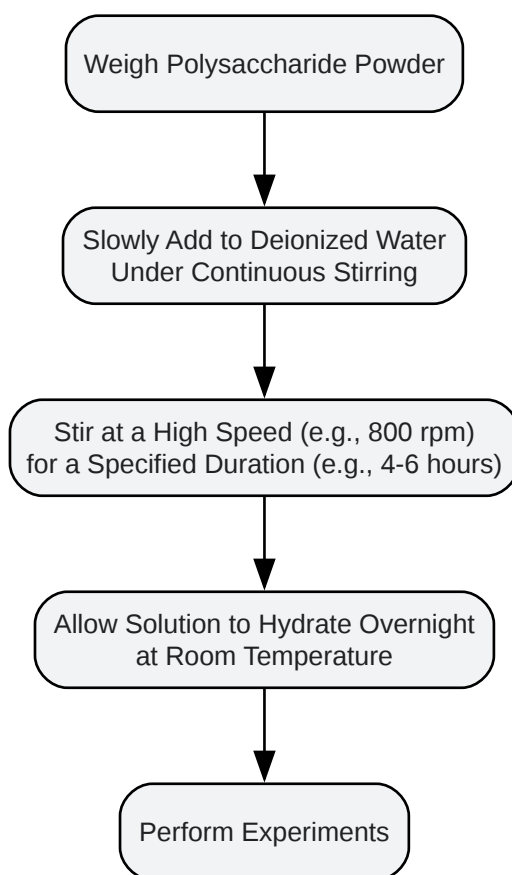 Weigh Polysaccharide Powder
Slowly Add to Deionized Water
Under Continuous Stirring
Stir at a High Speed (e.g., 800 rpm)
for a Specified Duration (e.g., 4-6 hours)
Allow Solution to Hydrate Overnight
at Room Temperature
Perform Experiments